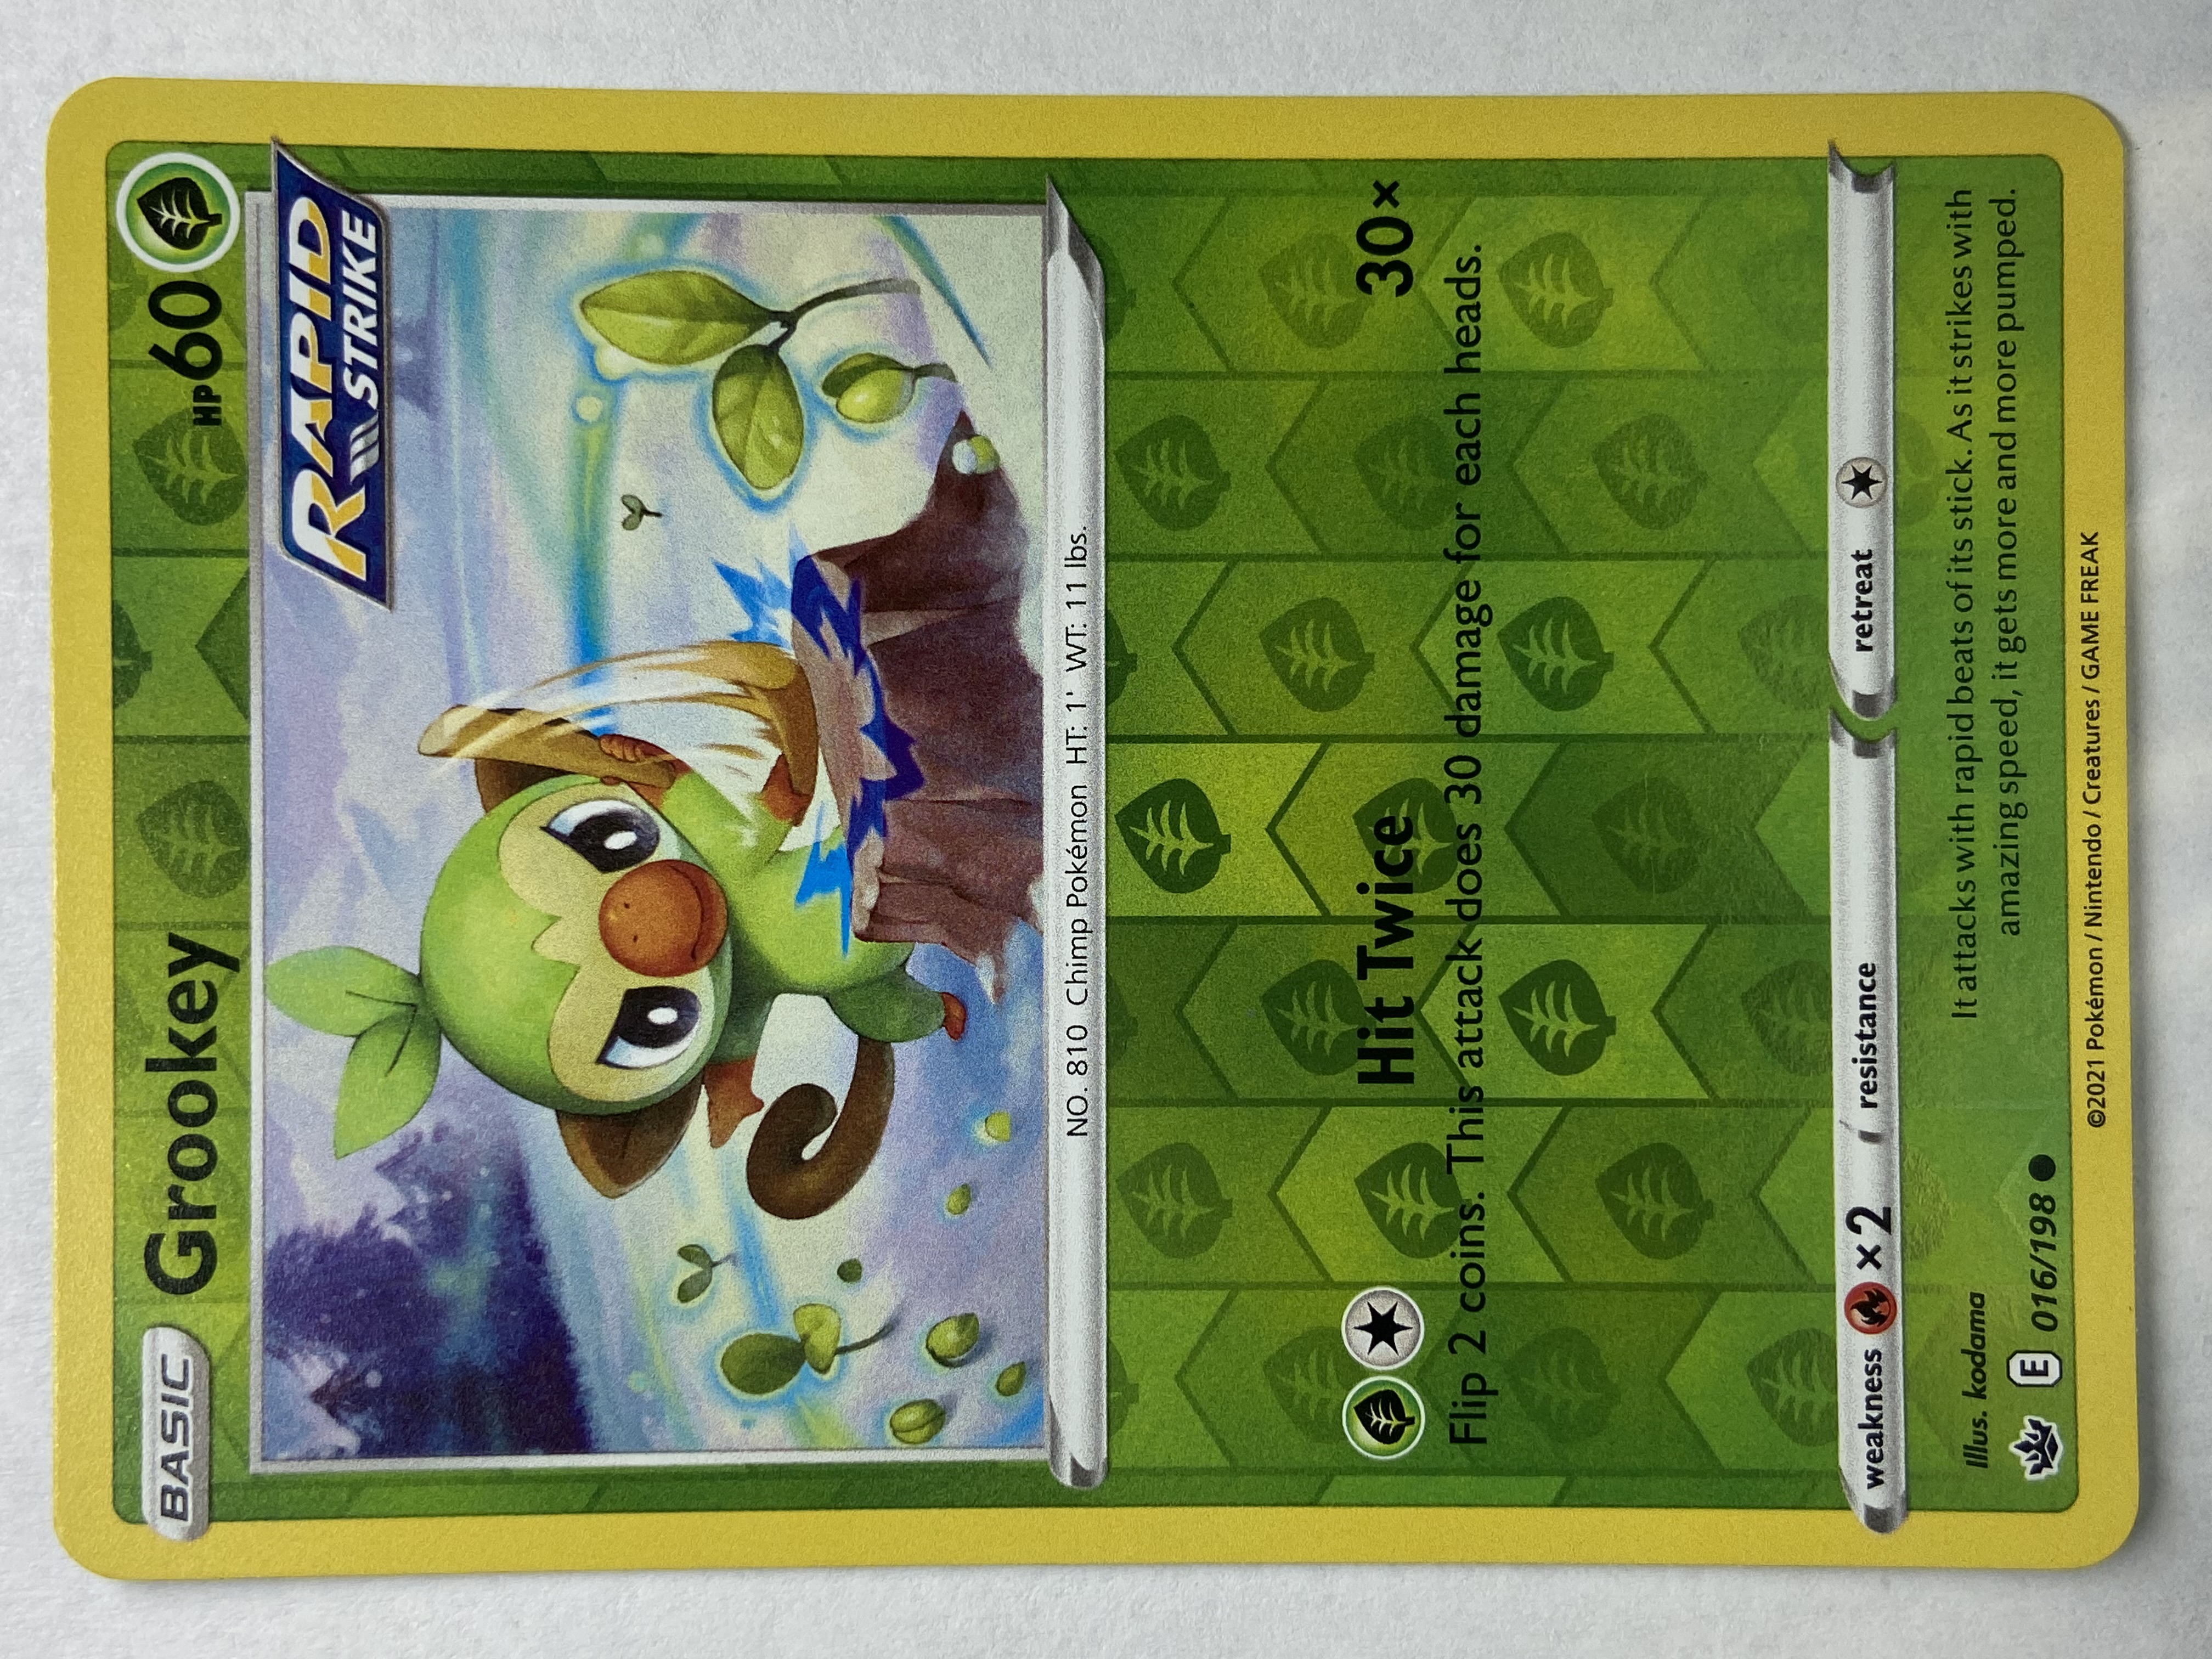 BASIC Grookey HP 60
RAPID
STRIKE
NO. 810 Chimp Pokémon HT: 1' WT: 11 lbs.
Hit Twice 30×
Flip 2 coins. This attack does 30 damage for each heads.
weakness ×2 resistance retreat
Illus. kodama
It attacks with rapid beats of its stick. As it strikes with
amazing speed, it gets more and more pumped.
E 016/198
©2021 Pokémon / Nintendo / Creatures / GAME FREAK